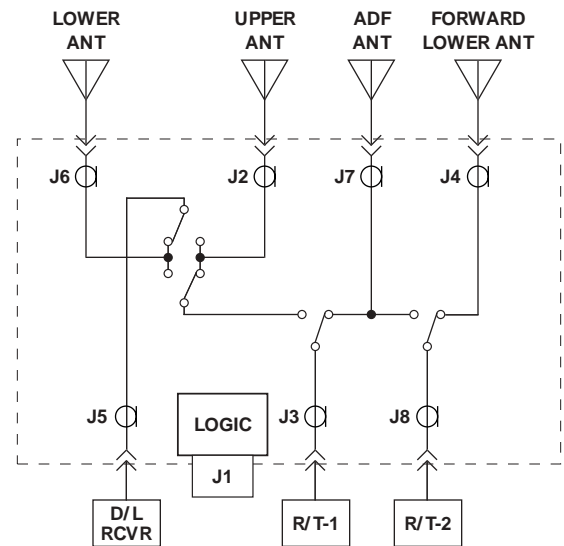 LOWER ANT
UPPER ANT
ADF ANT
FORWARD LOWER ANT
J6
J2
J7
J4
J5
LOGIC
J1
J3
J8
D/L RCVR
R/T-1
R/T-2